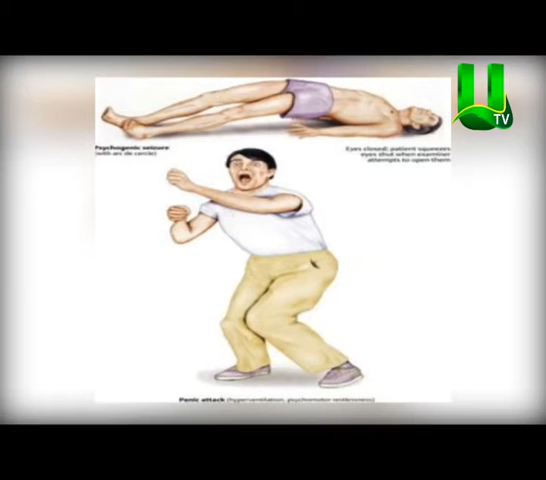 U
TV
Psychogenic seizure
(with arc de cercle)
Eyes closed: patient squeezes
eyes shut when examiner
attempts to open them
Panic attack (hyperventilation, psychomotor restlessness)